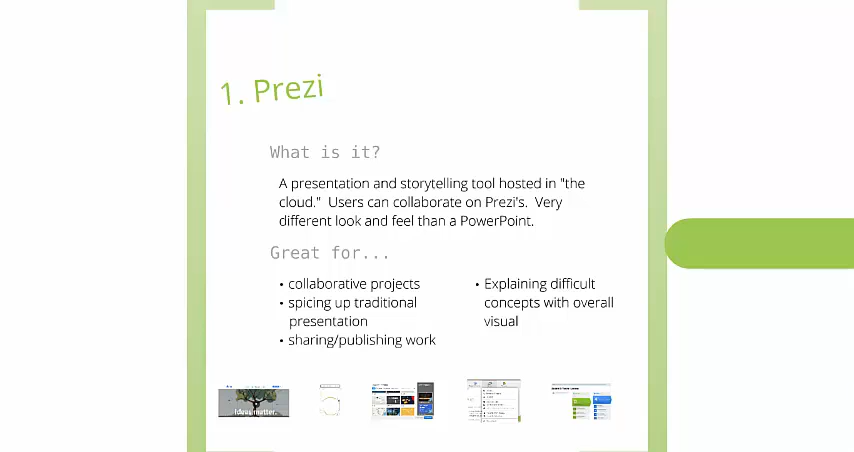 1. Prezi
What is it?
A presentation and storytelling tool hosted in "the
cloud." Users can collaborate on Prezi's. Very
different look and feel than a PowerPoint.
Great for...
• collaborative projects
• spicing up traditional
presentation
• sharing/publishing work
• Explaining difficult
concepts with overall
visual
Ideas matter.